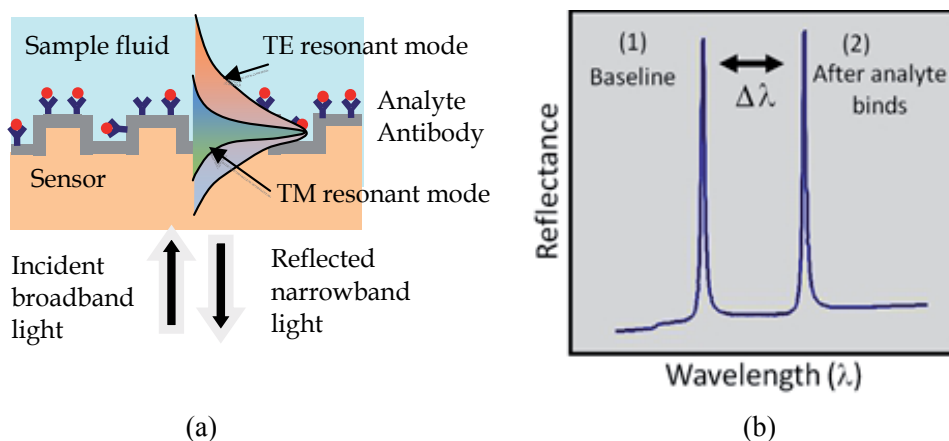 Sample fluid
TE resonant mode
Analyte
Antibody
Sensor
TM resonant mode
Incident
broadband
light
Reflected
narrowband
light
(a)
(1)
Baseline
Δλ
(2)
After analyte
binds
Reflectance
Wavelength (λ)
(b)